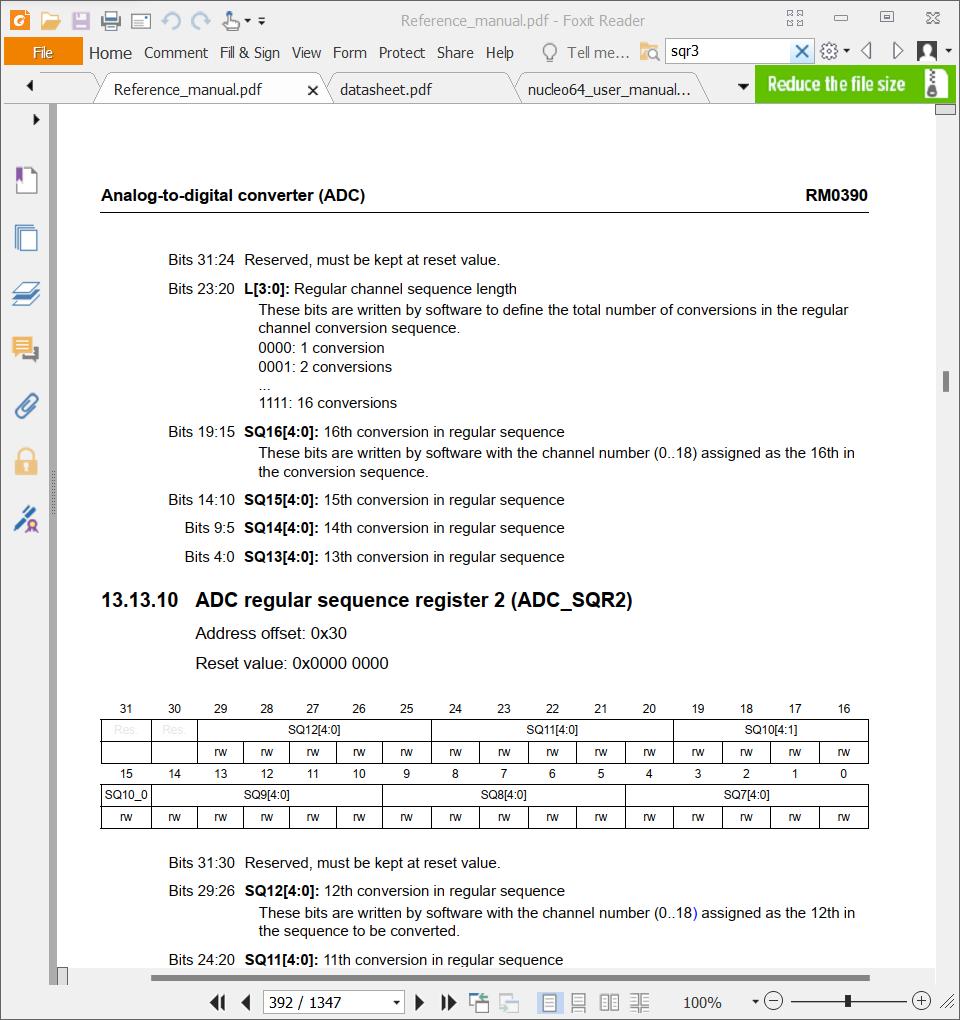 Reference_manual.pdf - Foxit Reader
File Home Comment Fill & Sign View Form Protect Share Help Tell me... sqr3
Reference_manual.pdf datasheet.pdf nucleo64_user_manual... Reduce the file size
Analog-to-digital converter (ADC) RM0390
Bits 31:24 Reserved, must be kept at reset value.
Bits 23:20 L[3:0]: Regular channel sequence length
These bits are written by software to define the total number of conversions in the regular
channel conversion sequence.
0000: 1 conversion
0001: 2 conversions
...
1111: 16 conversions
Bits 19:15 SQ16[4:0]: 16th conversion in regular sequence
These bits are written by software with the channel number (0..18) assigned as the 16th in
the conversion sequence.
Bits 14:10 SQ15[4:0]: 15th conversion in regular sequence
Bits 9:5 SQ14[4:0]: 14th conversion in regular sequence
Bits 4:0 SQ13[4:0]: 13th conversion in regular sequence
13.13.10 ADC regular sequence register 2 (ADC_SQR2)
Address offset: 0x30
Reset value: 0x0000 0000
31 30 29 28 27 26 25 24 23 22 21 20 19 18 17 16
Res. Res. SQ12[4:0] SQ11[4:0] SQ10[4:1]
rw rw rw rw rw rw rw rw rw rw rw rw rw rw
15 14 13 12 11 10 9 8 7 6 5 4 3 2 1 0
SQ10_0 SQ9[4:0] SQ8[4:0] SQ7[4:0]
rw rw rw rw rw rw rw rw rw rw rw rw rw rw rw rw
Bits 31:30 Reserved, must be kept at reset value.
Bits 29:26 SQ12[4:0]: 12th conversion in regular sequence
These bits are written by software with the channel number (0..18) assigned as the 12th in
the sequence to be converted.
Bits 24:20 SQ11[4:0]: 11th conversion in regular sequence
392 / 1347 100%